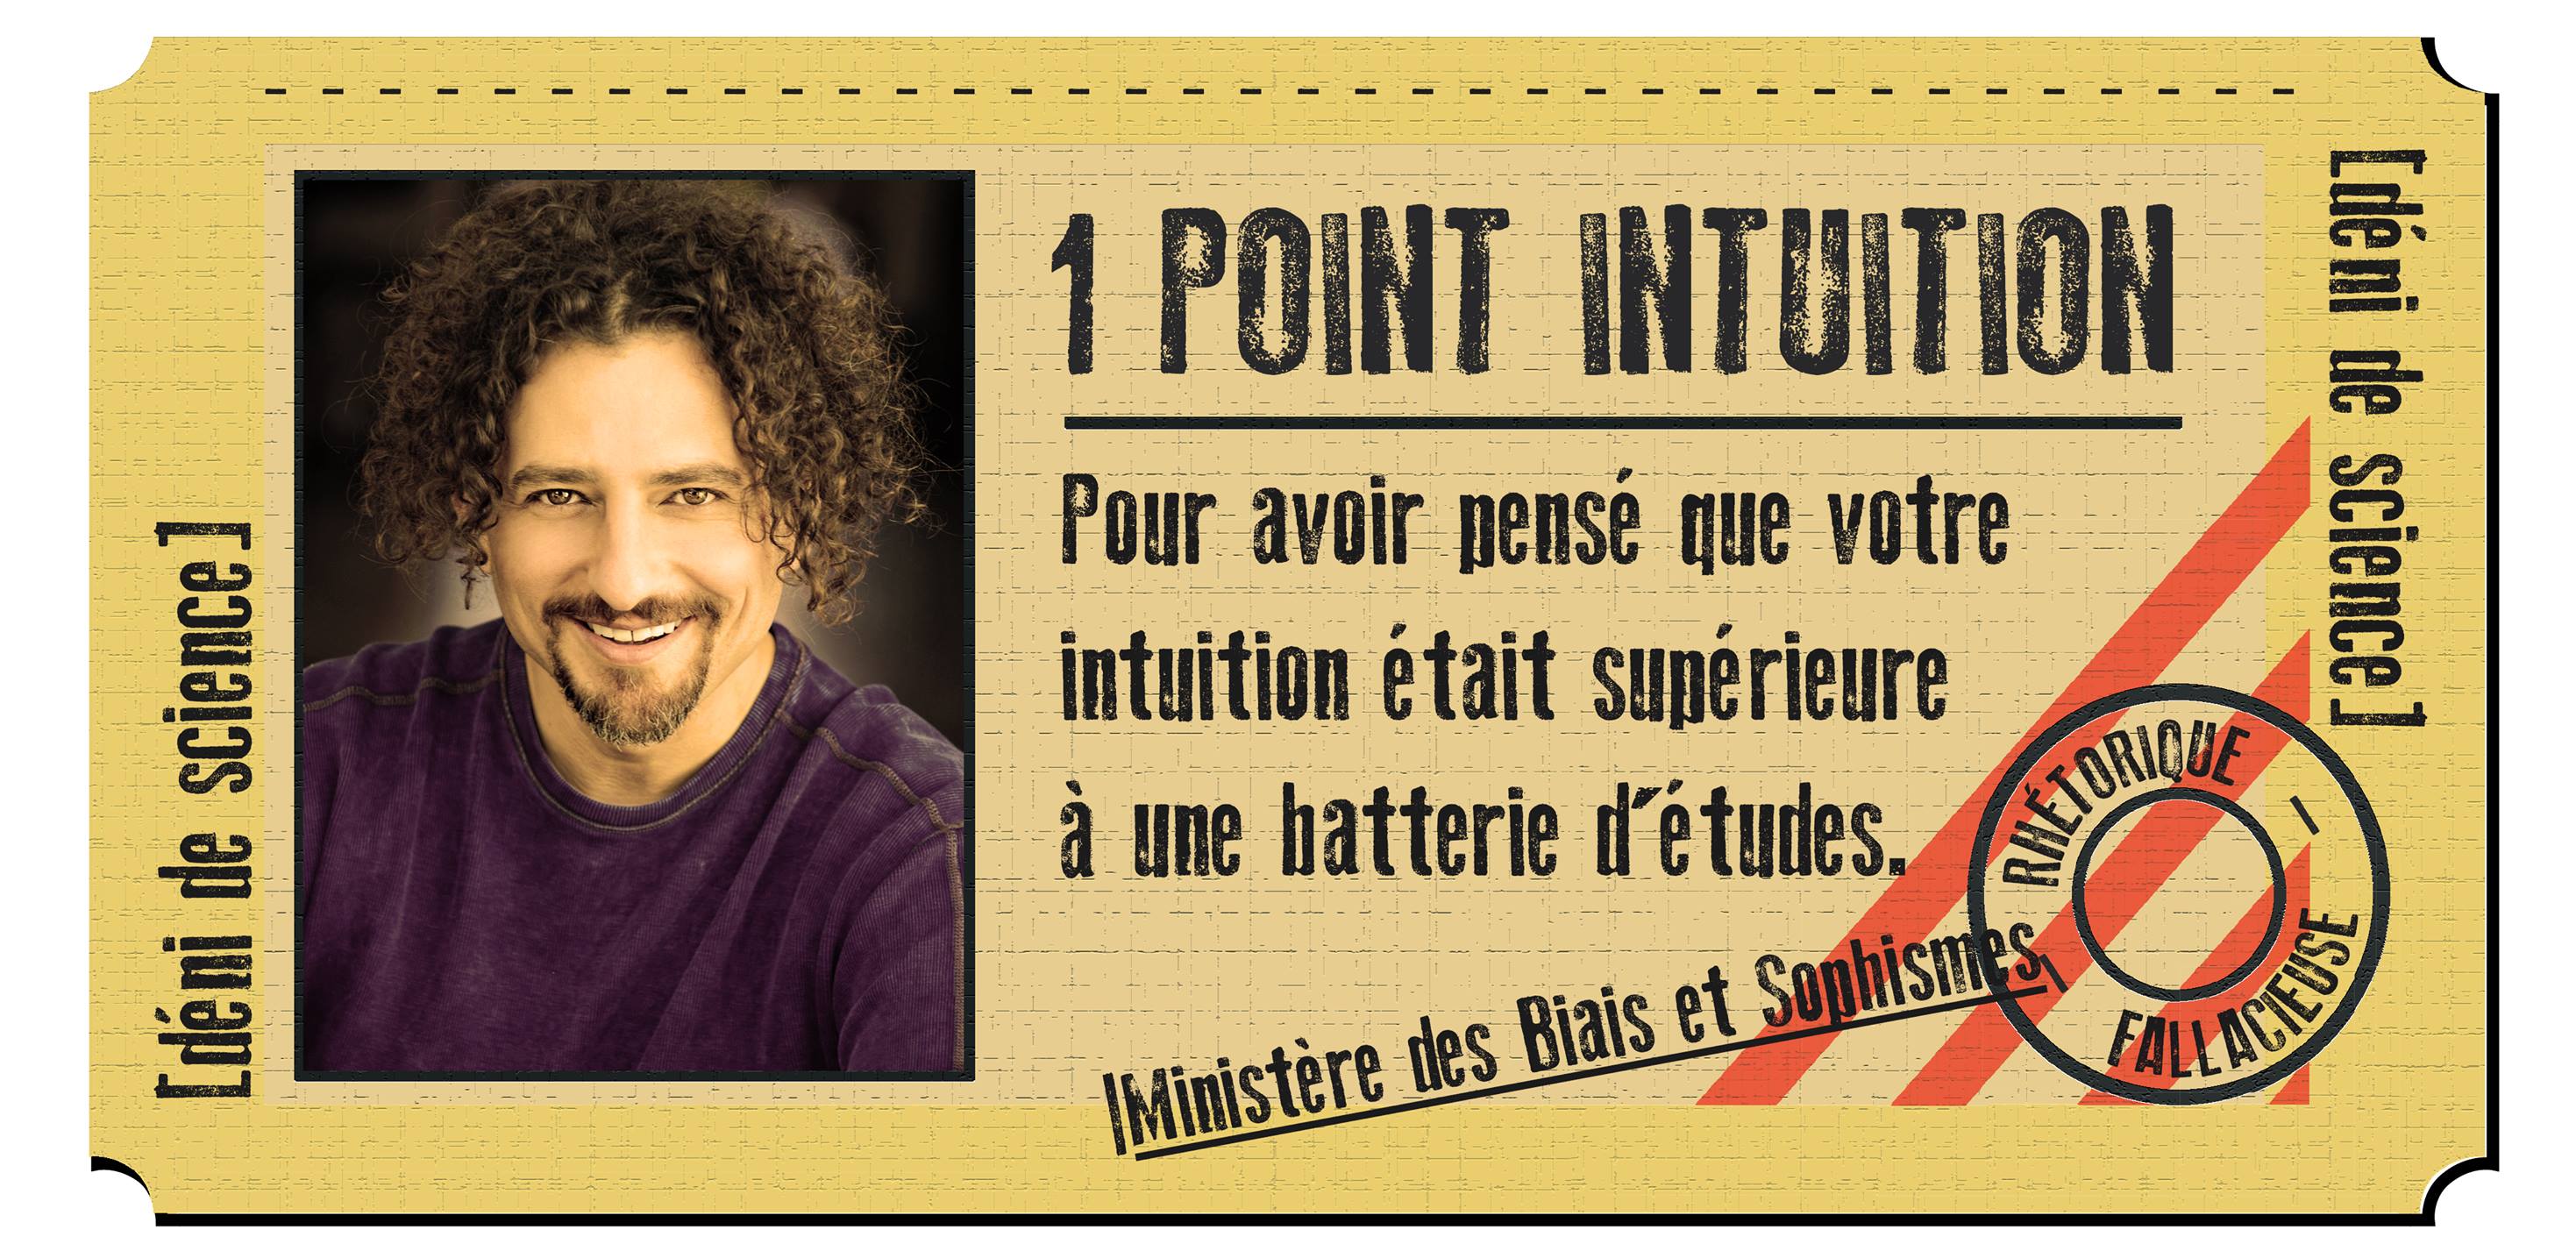 [déni de science]
1 POINT INTUITION
Pour avoir pensé que votre
intuition était supérieure
à une batterie d'études.
|Ministère des Biais et Sophismes|
RHÉTORIQUE
FALLACIEUSE
[déni de science]